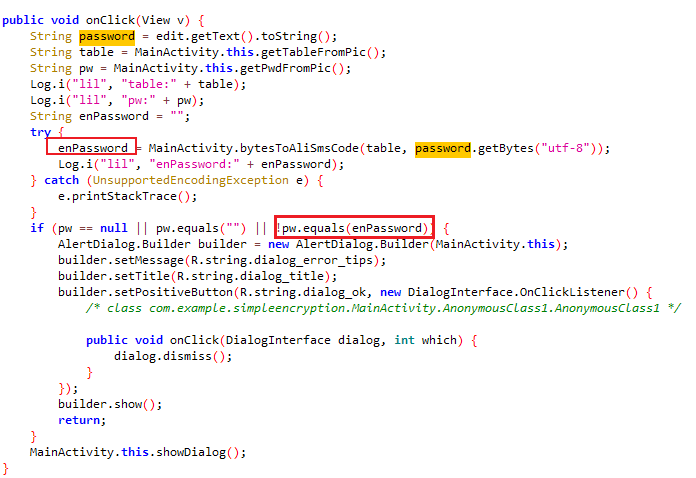 public void onClick(View v) {
    String password = edit.getText().toString();
    String table = MainActivity.this.getTableFromPic();
    String pw = MainActivity.this.getPwdFromPic();
    Log.i("lil", "table:" + table);
    Log.i("lil", "pw:" + pw);
    String enPassword = "";
    try {
        enPassword = MainActivity.bytesToAliSmsCode(table, password.getBytes("utf-8"));
        Log.i("lil", "enPassword:" + enPassword);
    } catch (UnsupportedEncodingException e) {
        e.printStackTrace();
    }
    if (pw == null || pw.equals("") || !pw.equals(enPassword)) {
        AlertDialog.Builder builder = new AlertDialog.Builder(MainActivity.this);
        builder.setMessage(R.string.dialog_error_tips);
        builder.setTitle(R.string.dialog_title);
        builder.setPositiveButton(R.string.dialog_ok, new DialogInterface.OnClickListener() {
            /* class com.example.simpleencryption.MainActivity.AnonymousClass1.AnonymousClass1 */

            public void onClick(DialogInterface dialog, int which) {
                dialog.dismiss();
            }
        });
        builder.show();
        return;
    }
    MainActivity.this.showDialog();
}